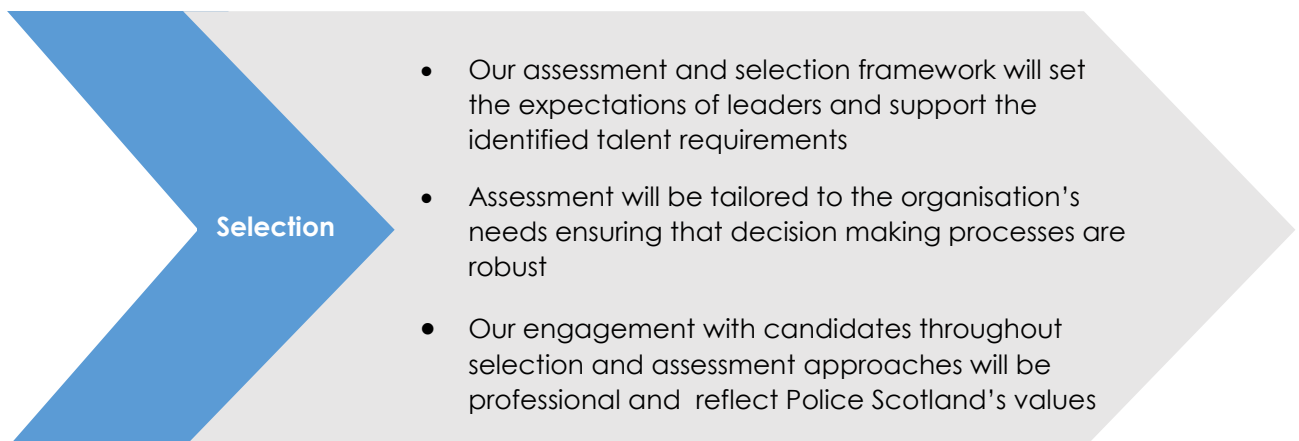 Selection
• Our assessment and selection framework will set
the expectations of leaders and support the
identified talent requirements
• Assessment will be tailored to the organisation’s
needs ensuring that decision making processes are
robust
• Our engagement with candidates throughout
selection and assessment approaches will be
professional and  reflect Police Scotland’s values